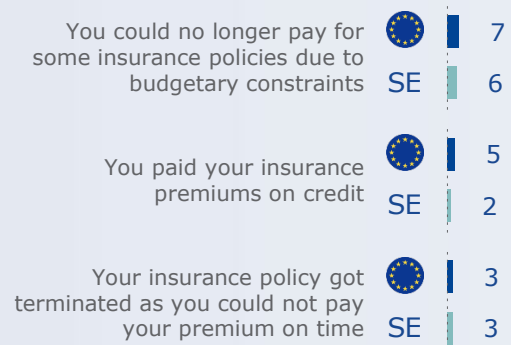 You could no longer pay for
some insurance policies due to
budgetary constraints
7
SE 6
You paid your insurance
premiums on credit
5
SE 2
Your insurance policy got
terminated as you could not pay
your premium on time
3
SE 3